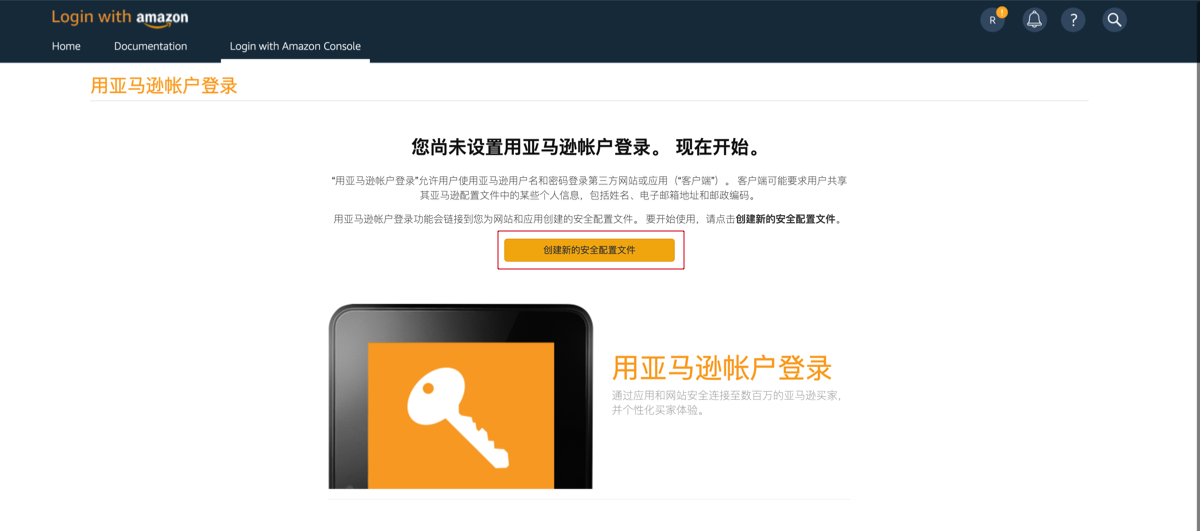 Login with amazon
R !
?
Home Documentation Login with Amazon Console
用亚马逊帐户登录
您尚未设置用亚马逊帐户登录。 现在开始。
“用亚马逊帐户登录”允许用户使用亚马逊用户名和密码登录第三方网站或应用（“客户端”）。 客户端可能要求用户共享
其亚马逊配置文件中的某些个人信息，包括姓名、电子邮箱地址和邮政编码。
用亚马逊帐户登录功能会链接到您为网站和应用创建的安全配置文件。 要开始使用，请点击创建新的安全配置文件。
创建新的安全配置文件
用亚马逊帐户登录
通过应用和网站安全连接至数百万的亚马逊买家，
并个性化买家体验。